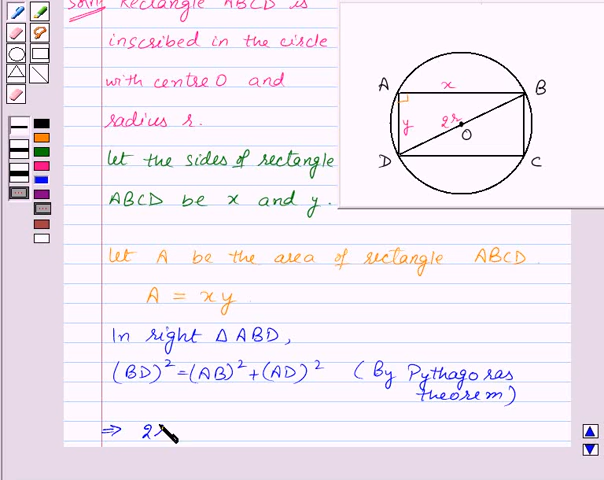 Soln: Rectangle ABCD is
inscribed in the circle
with centre O and
radius r.
let the sides of rectangle
ABCD be x and y.
let A be the area of rectangle ABCD.
A = xy.
In right △ ABD,
(BD)² = (AB)² + (AD)² (By Pythagoras
theorem)
⇒ 2r
A x B
y 2r
O
D C